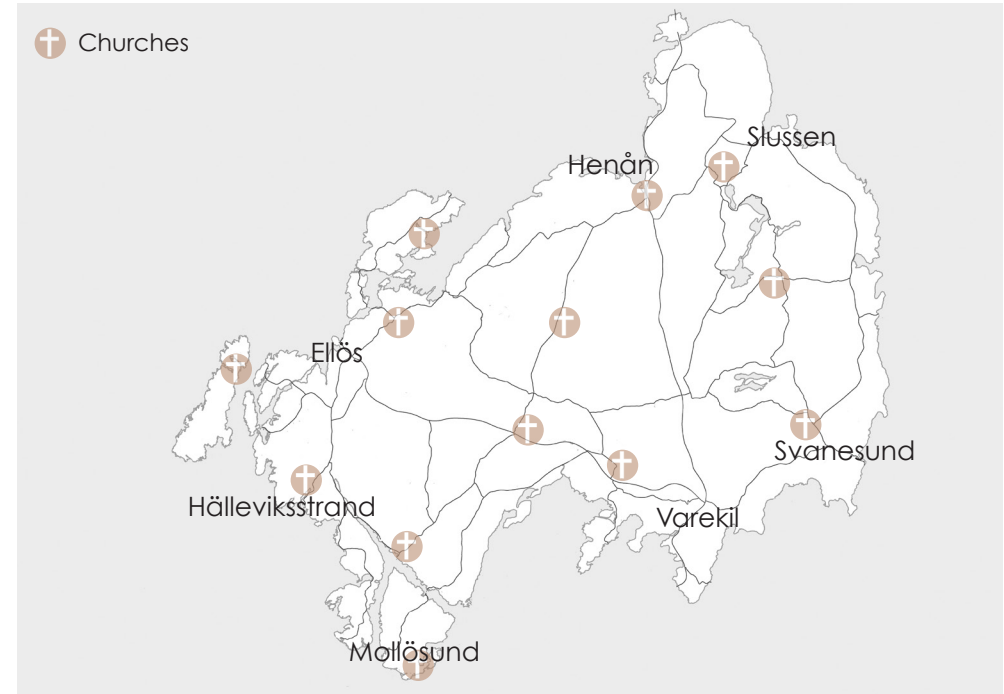 Churches
Slussen
Henån
Ellös
Svanesund
Hälleviksstrand
Varekil
Mollösund